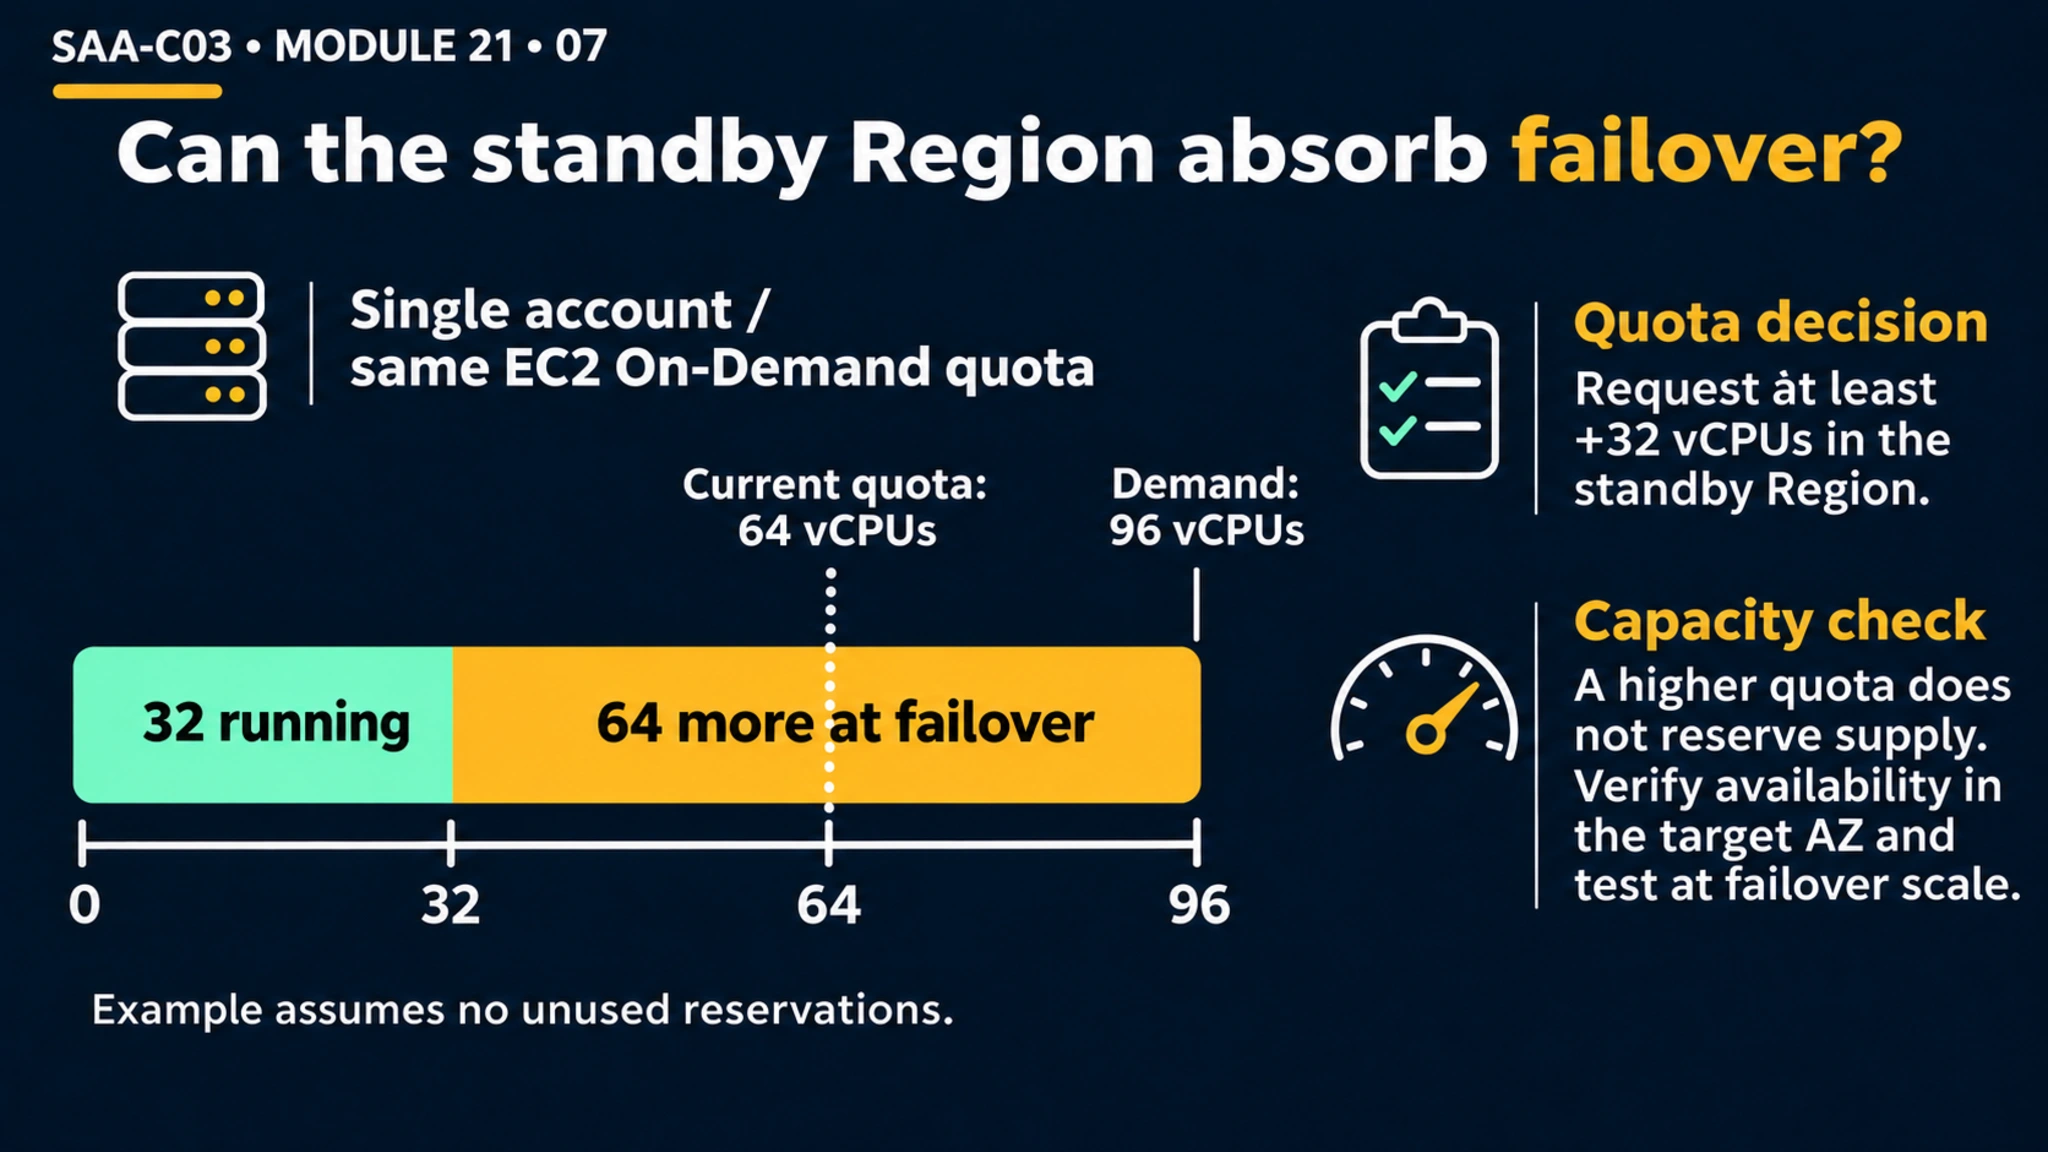 SAA-C03 • MODULE 21 • 07
Can the standby Region absorb failover?
Single account /
same EC2 On-Demand quota
Current quota:
64 vCPUs
Demand:
96 vCPUs
32 running
64 more at failover
0
32
64
96
Example assumes no unused reservations.
Quota decision
Request at least
+32 vCPUs in the
standby Region.
Capacity check
A higher quota does
not reserve supply.
Verify availability in
the target AZ and
test at failover scale.